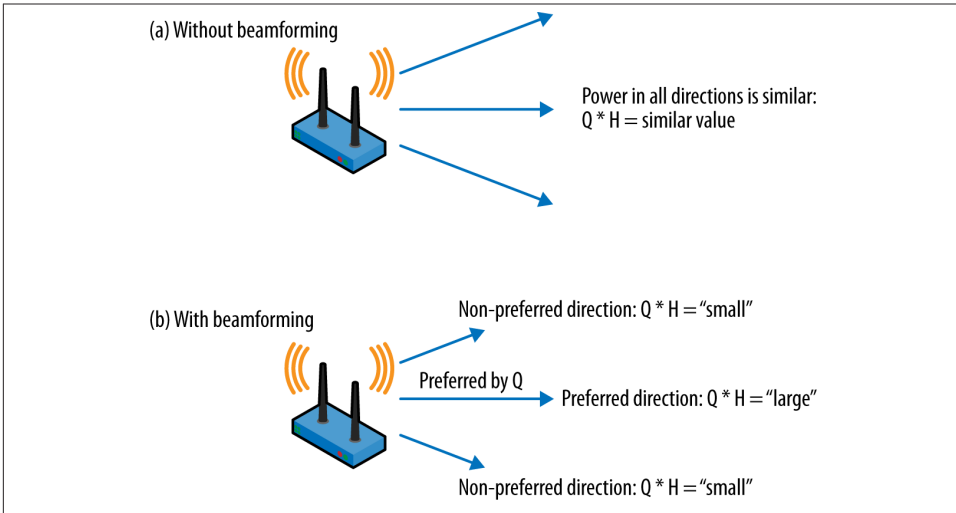 (a) Without beamforming
Power in all directions is similar:
Q * H = similar value
Non-preferred direction: Q * H = “small”
(b) With beamforming
Preferred by Q
Preferred direction: Q * H = “large”
Non-preferred direction: Q * H = “small”